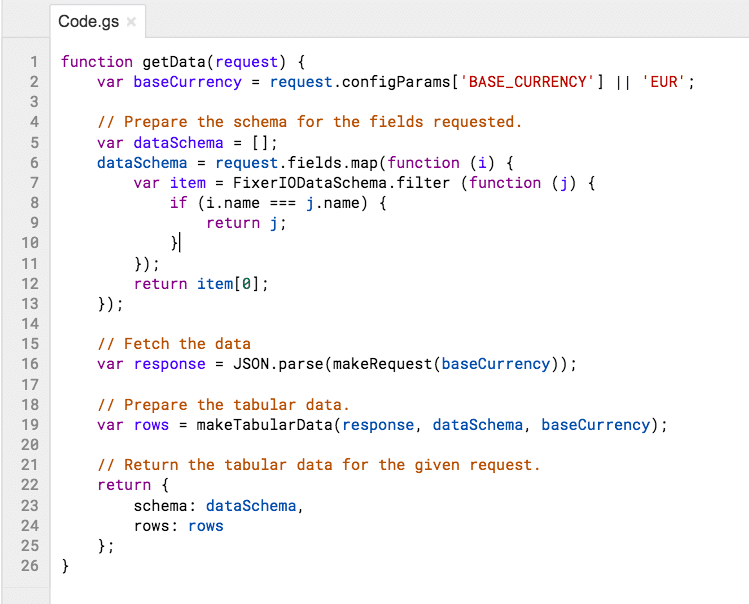 Code.gs ×
1 function getData(request) {
2     var baseCurrency = request.configParams['BASE_CURRENCY'] || 'EUR';
3
4     // Prepare the schema for the fields requested.
5     var dataSchema = [];
6     dataSchema = request.fields.map(function (i) {
7         var item = FixerIODataSchema.filter (function (j) {
8             if (i.name === j.name) {
9                 return j;
10             }
11         });
12         return item[0];
13     });
14
15     // Fetch the data
16     var response = JSON.parse(makeRequest(baseCurrency));
17
18     // Prepare the tabular data.
19     var rows = makeTabularData(response, dataSchema, baseCurrency);
20
21     // Return the tabular data for the given request.
22     return {
23         schema: dataSchema,
24         rows: rows
25     };
26 }